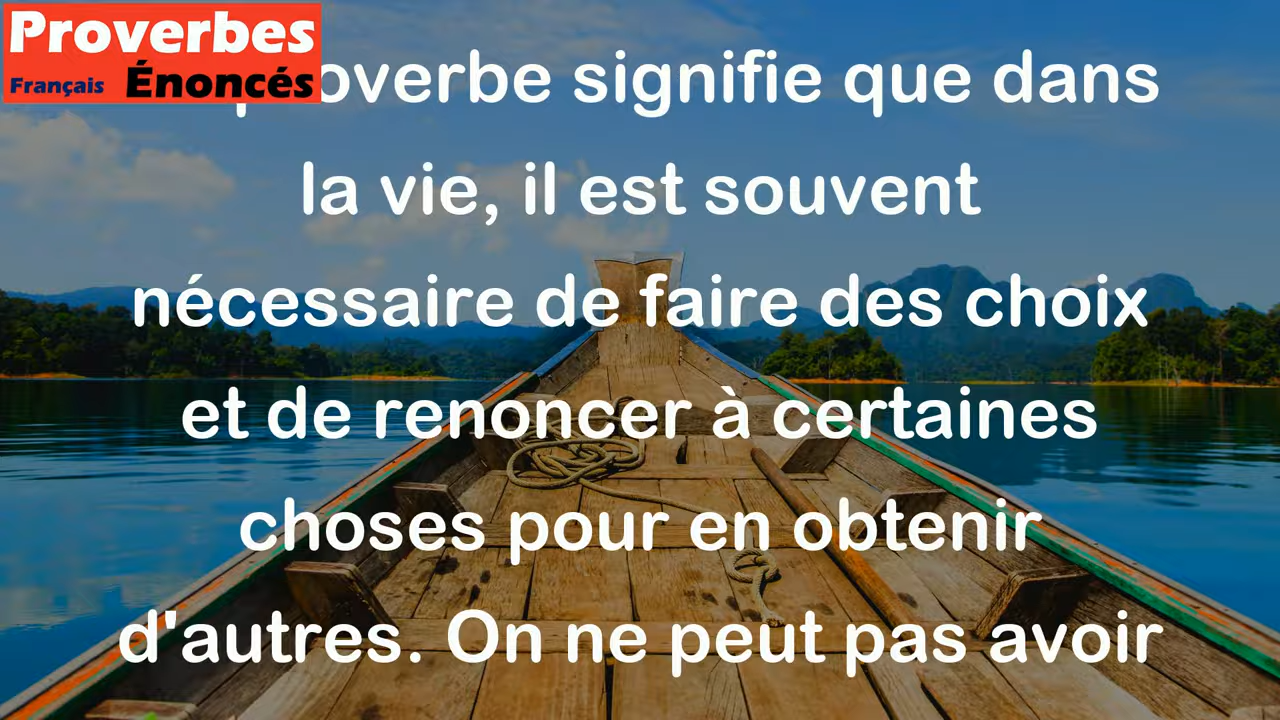 Proverbes
Français Énoncés
proverbe signifie que dans
la vie, il est souvent
nécessaire de faire des choix
et de renoncer à certaines
choses pour en obtenir
d'autres. On ne peut pas avoir